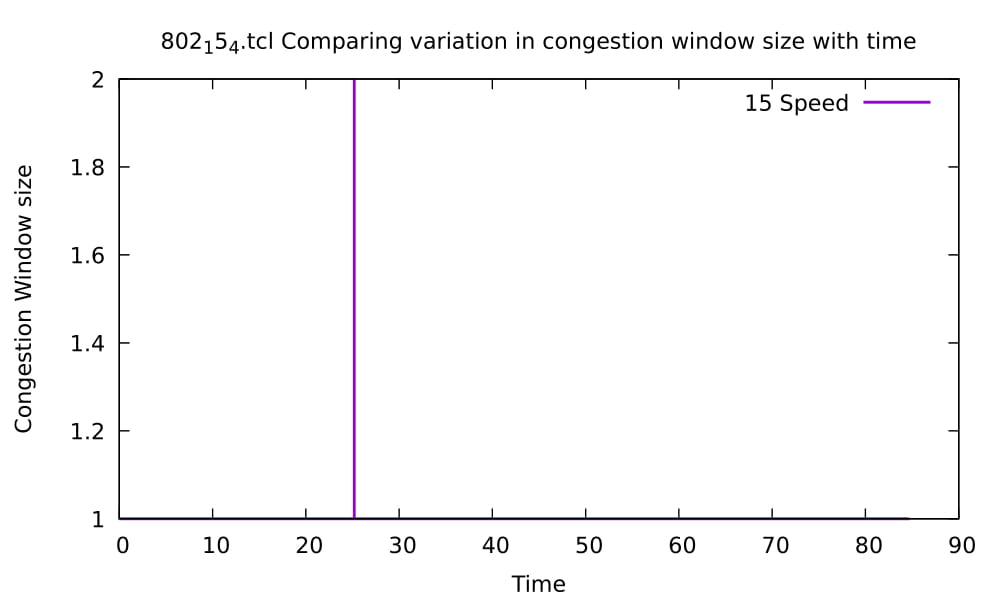 802₁5₄.tcl Comparing variation in congestion window size with time
15 Speed
Congestion Window size
2
1.8
1.6
1.4
1.2
1
0 10 20 30 40 50 60 70 80 90
Time